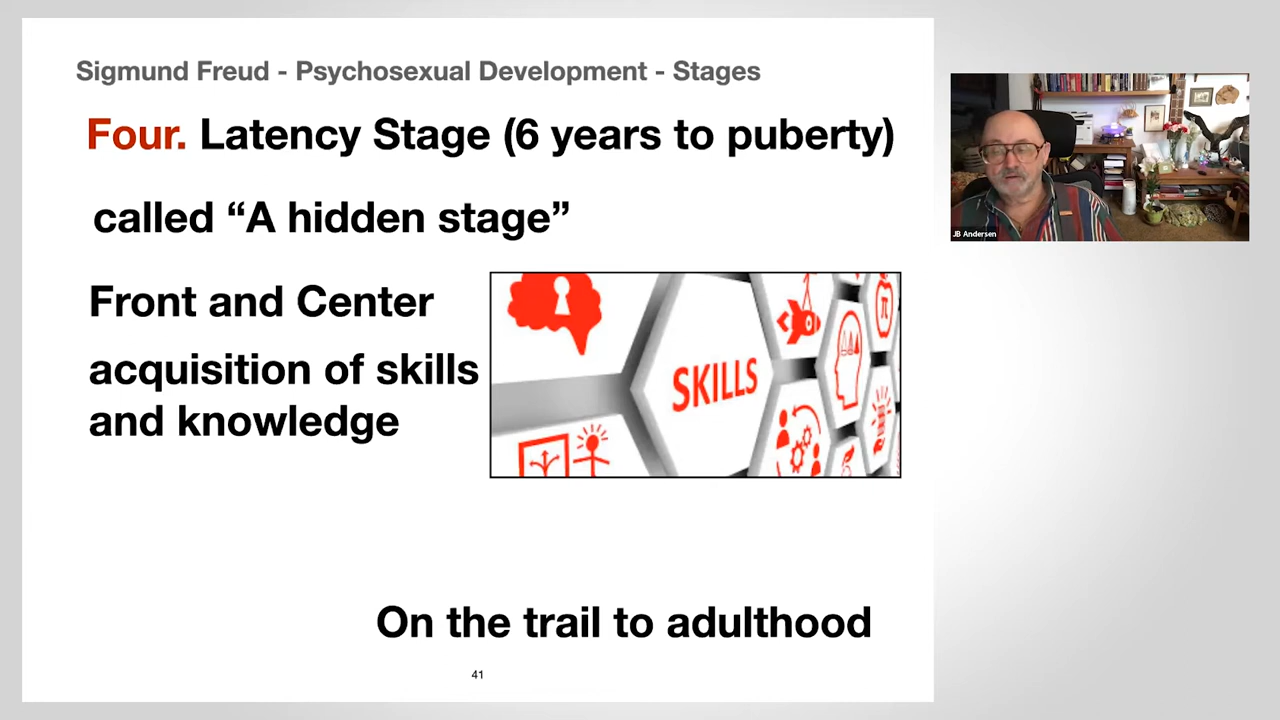 Sigmund Freud - Psychosexual Development - Stages
Four. Latency Stage (6 years to puberty)
called “A hidden stage”
Front and Center
acquisition of skills
and knowledge
SKILLS
π
On the trail to adulthood
41
JB Andersen